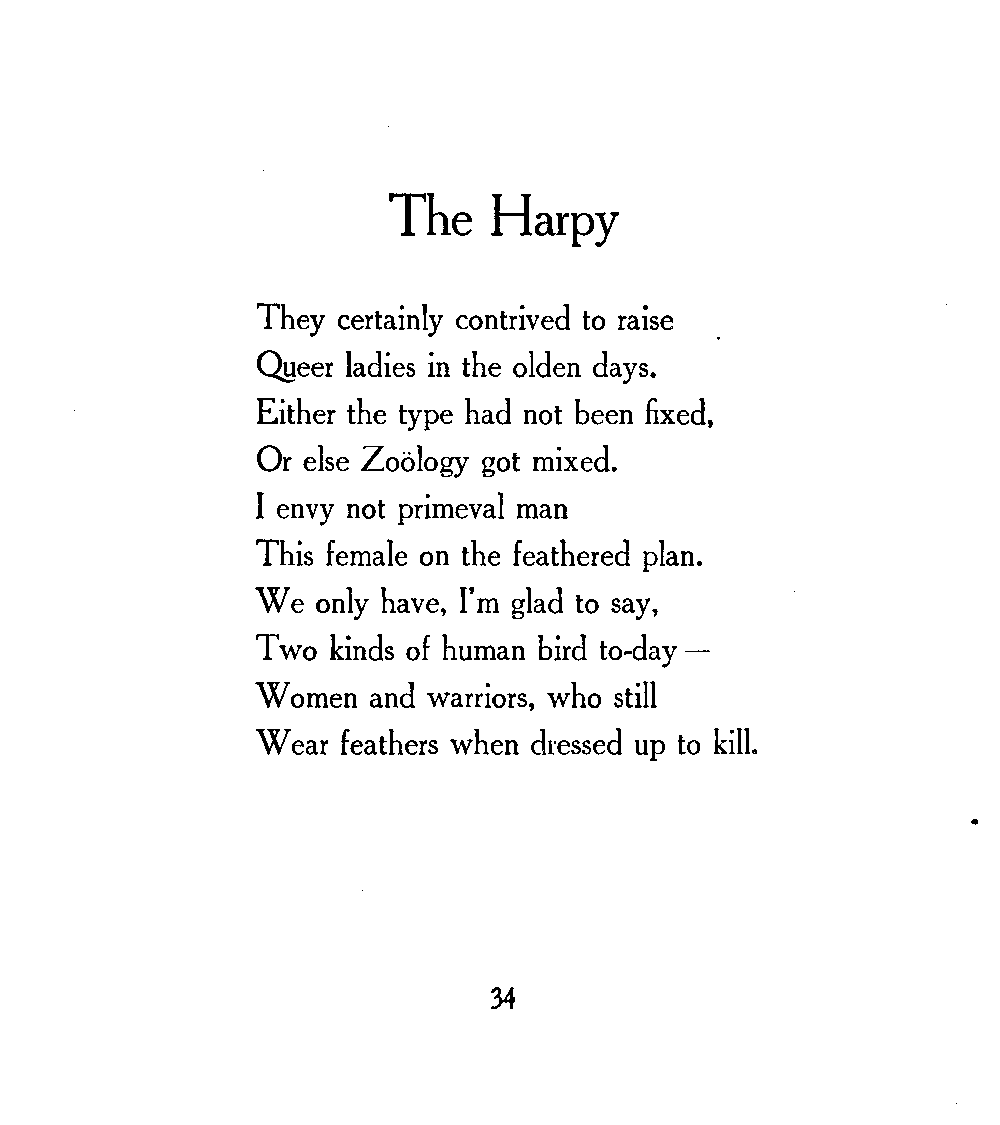 The Harpy
They certainly contrived to raise
Queer ladies in the olden days.
Either the type had not been fixed,
Or else Zoölogy got mixed.
I envy not primeval man
This female on the feathered plan.
We only have, I'm glad to say,
Two kinds of human bird to-day —
Women and warriors, who still
Wear feathers when dressed up to kill.
34